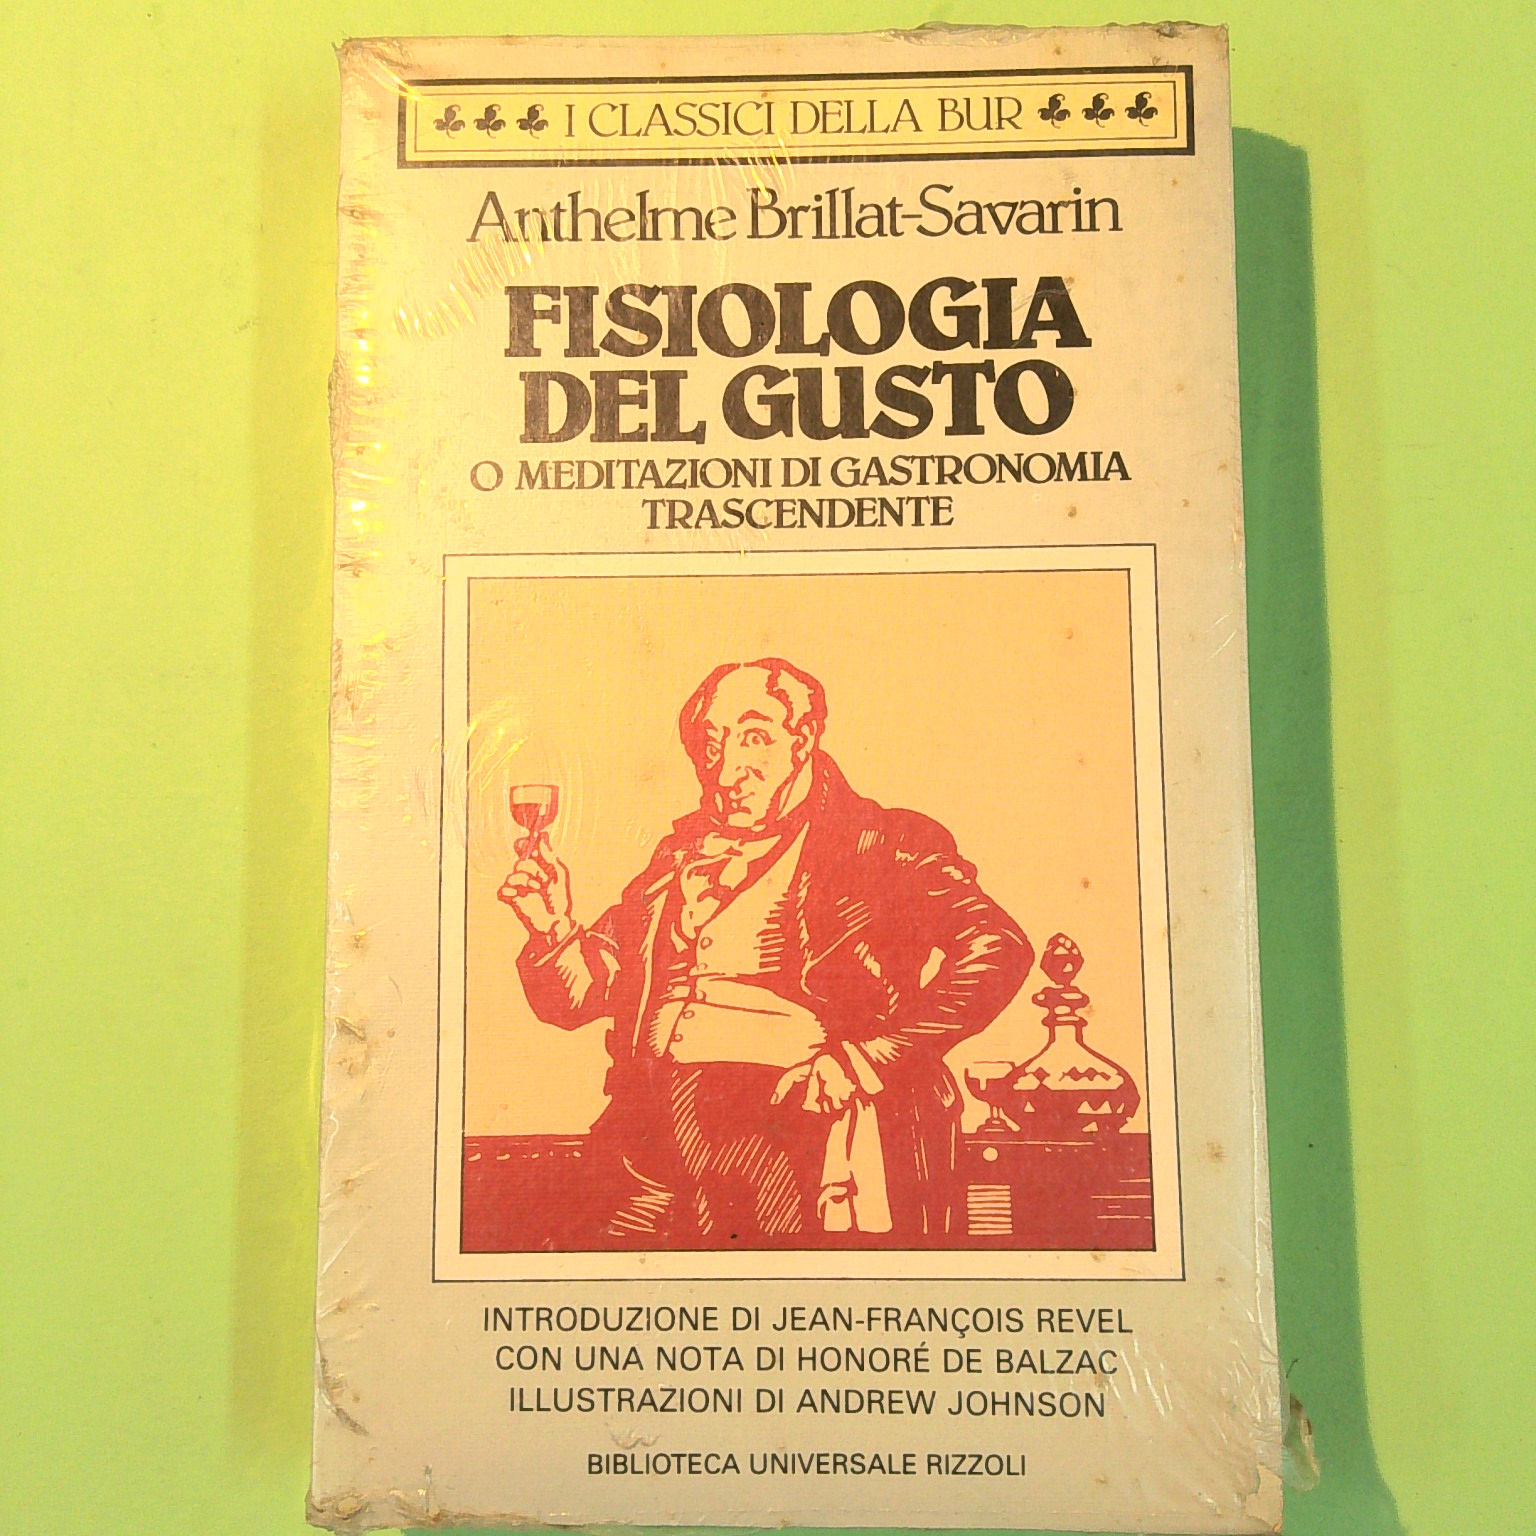 I CLASSICI DELLA BUR
Anthelme Brillat-Savarin
FISIOLOGIA
DEL GUSTO
O MEDITAZIONI DI GASTRONOMIA
TRASCENDENTE
INTRODUZIONE DI JEAN-FRANÇOIS REVEL
CON UNA NOTA DI HONORÉ DE BALZAC
ILLUSTRAZIONI DI ANDREW JOHNSON
BIBLIOTECA UNIVERSALE RIZZOLI